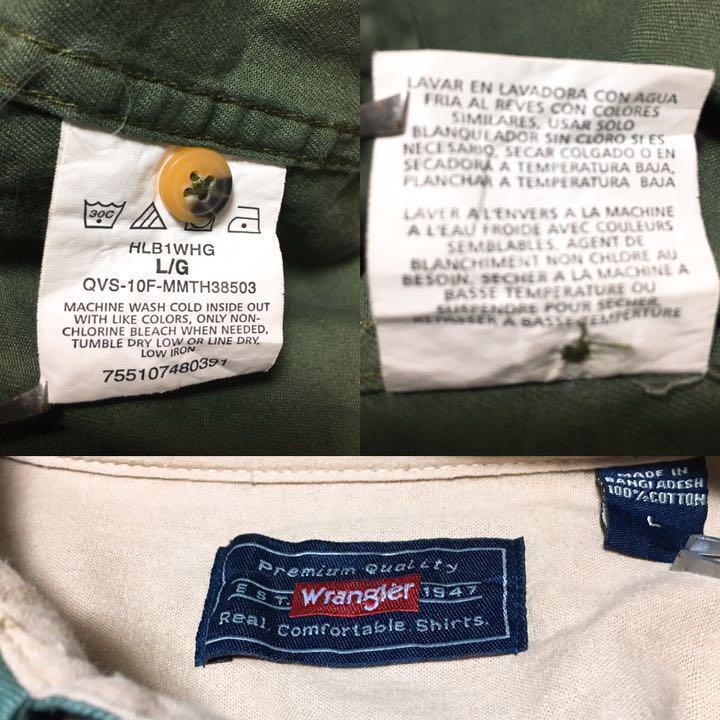 30C
HLB1WHG
L/G
QVS-10F-MMTH38503
MACHINE WASH COLD INSIDE OUT
WITH LIKE COLORS, ONLY NON-
CHLORINE BLEACH WHEN NEEDED,
TUMBLE DRY LOW OR LINE DRY,
LOW IRON
755107480391
LAVAR EN LAVADORA CON AGUA
FRIA AL REVES CON COLORES
SIMILARES, USAR SOLO
BLANQUEADOR SIN CLORO SI ES
NECESARIO, SECAR COLGADO O EN
SECADORA A TEMPERATURA BAJA,
PLANCHAR A TEMPERATURA BAJA
LAVER A L'ENVERS A LA MACHINE
A L'EAU FROIDE AVEC COULEURS
SEMBLABLES, AGENT DE
BLANCHIMENT NON CHLORE AU
BESOIN, SECHER A LA MACHINE A
BASSE TEMPERATURE OU
SUSPENDRE POUR SECHER,
REPASSER A BASSE TEMPERATURE
MADE IN
BANGLADESH
100% COTTON
L
Premium Quality
EST. Wrangler 1947
Real Comfortable Shirts.